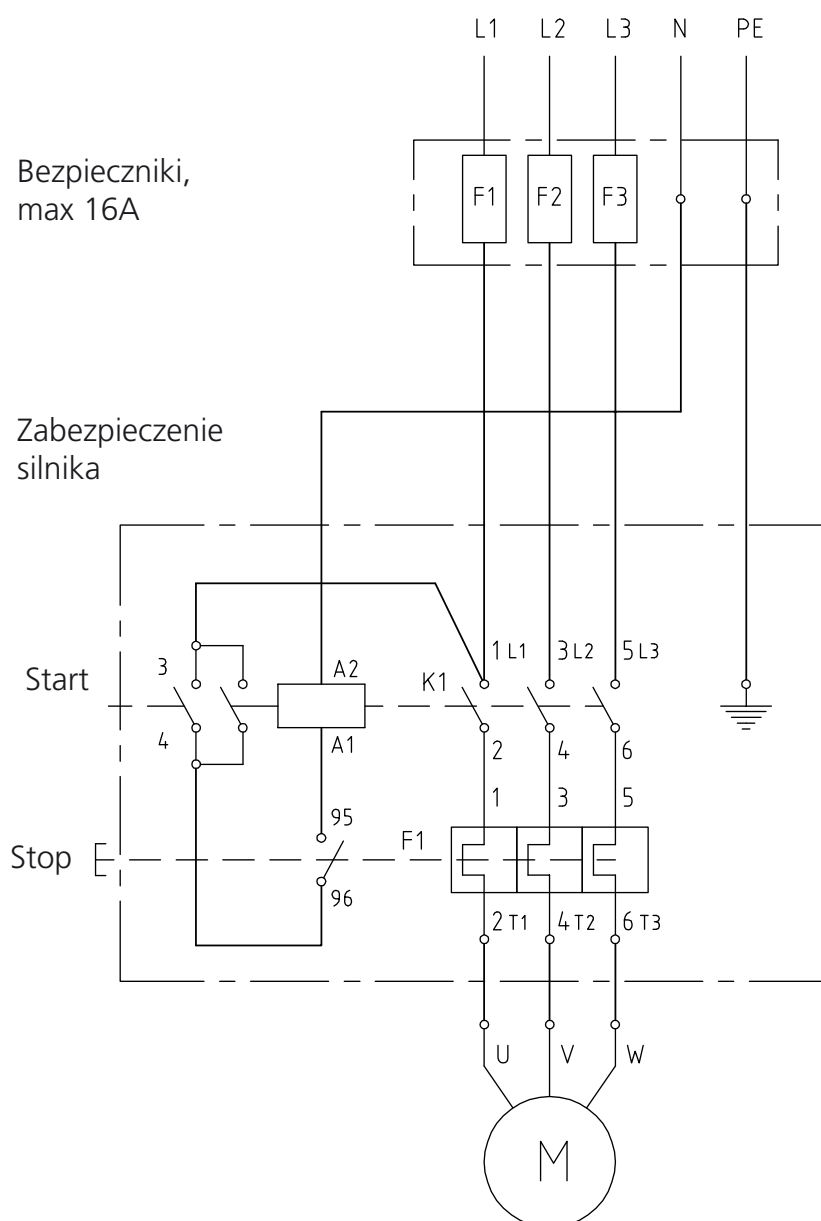 L1 L2 L3 N PE
Bezpieczniki,
max 16A
F1 F2 F3
Zabezpieczenie
silnika
1 L1 3 L2 5 L3
3 A2 K1
Start
4 A1 2 4 6
1 3 5
95 F1
Stop
96
2 T1 4 T2 6 T3
U V W
M